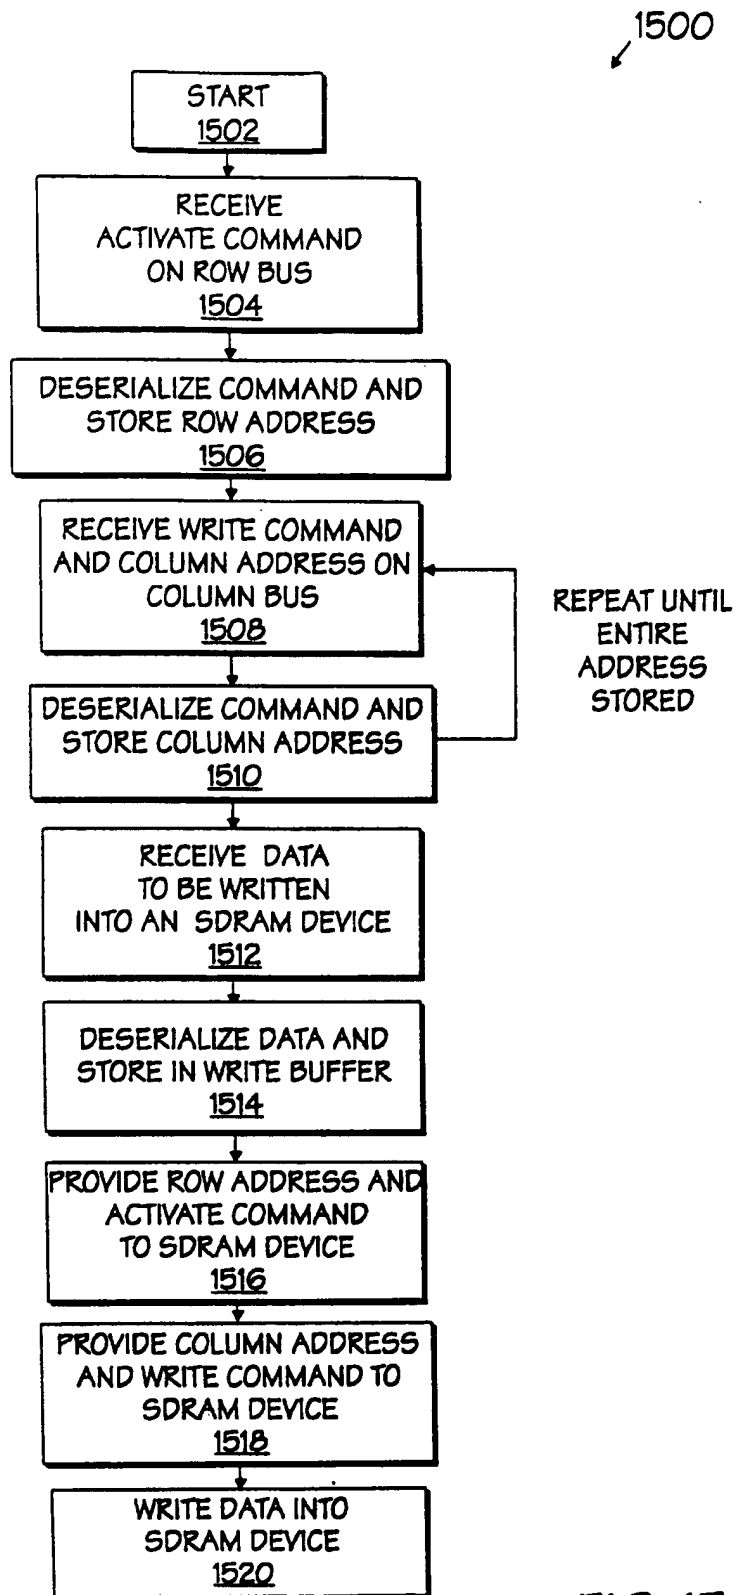 1500
START
1502
RECEIVE
ACTIVATE COMMAND
ON ROW BUS
1504
DESERIALIZE COMMAND AND
STORE ROW ADDRESS
1506
RECEIVE WRITE COMMAND
AND COLUMN ADDRESS ON
COLUMN BUS
1508
REPEAT UNTIL
ENTIRE
ADDRESS
STORED
DESERIALIZE COMMAND AND
STORE COLUMN ADDRESS
1510
RECEIVE DATA
TO BE WRITTEN
INTO AN SDRAM DEVICE
1512
DESERIALIZE DATA AND
STORE IN WRITE BUFFER
1514
PROVIDE ROW ADDRESS AND
ACTIVATE COMMAND
TO SDRAM DEVICE
1516
PROVIDE COLUMN ADDRESS
AND WRITE COMMAND TO
SDRAM DEVICE
1518
WRITE DATA INTO
SDRAM DEVICE
1520